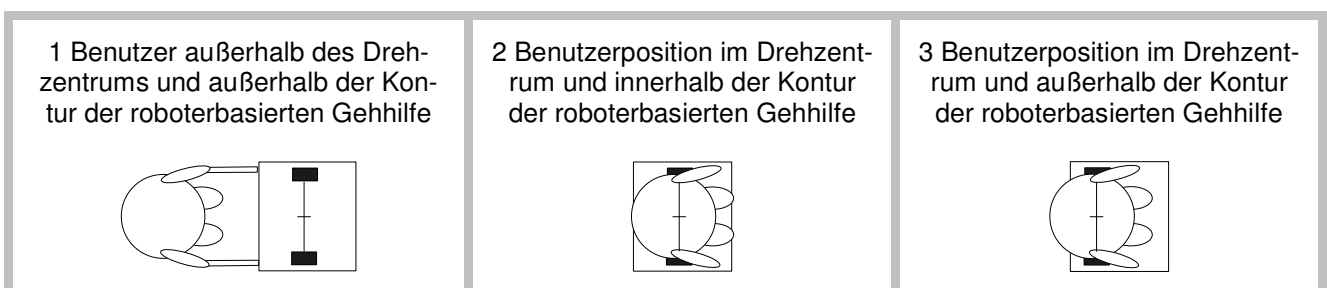 1 Benutzer außerhalb des Dreh-
zentrums und außerhalb der Kon-
tur der roboterbasierten Gehhilfe
2 Benutzerposition im Drehzent-
rum und innerhalb der Kontur
der roboterbasierten Gehhilfe
3 Benutzerposition im Drehzent-
rum und außerhalb der Kontur
der roboterbasierten Gehhilfe